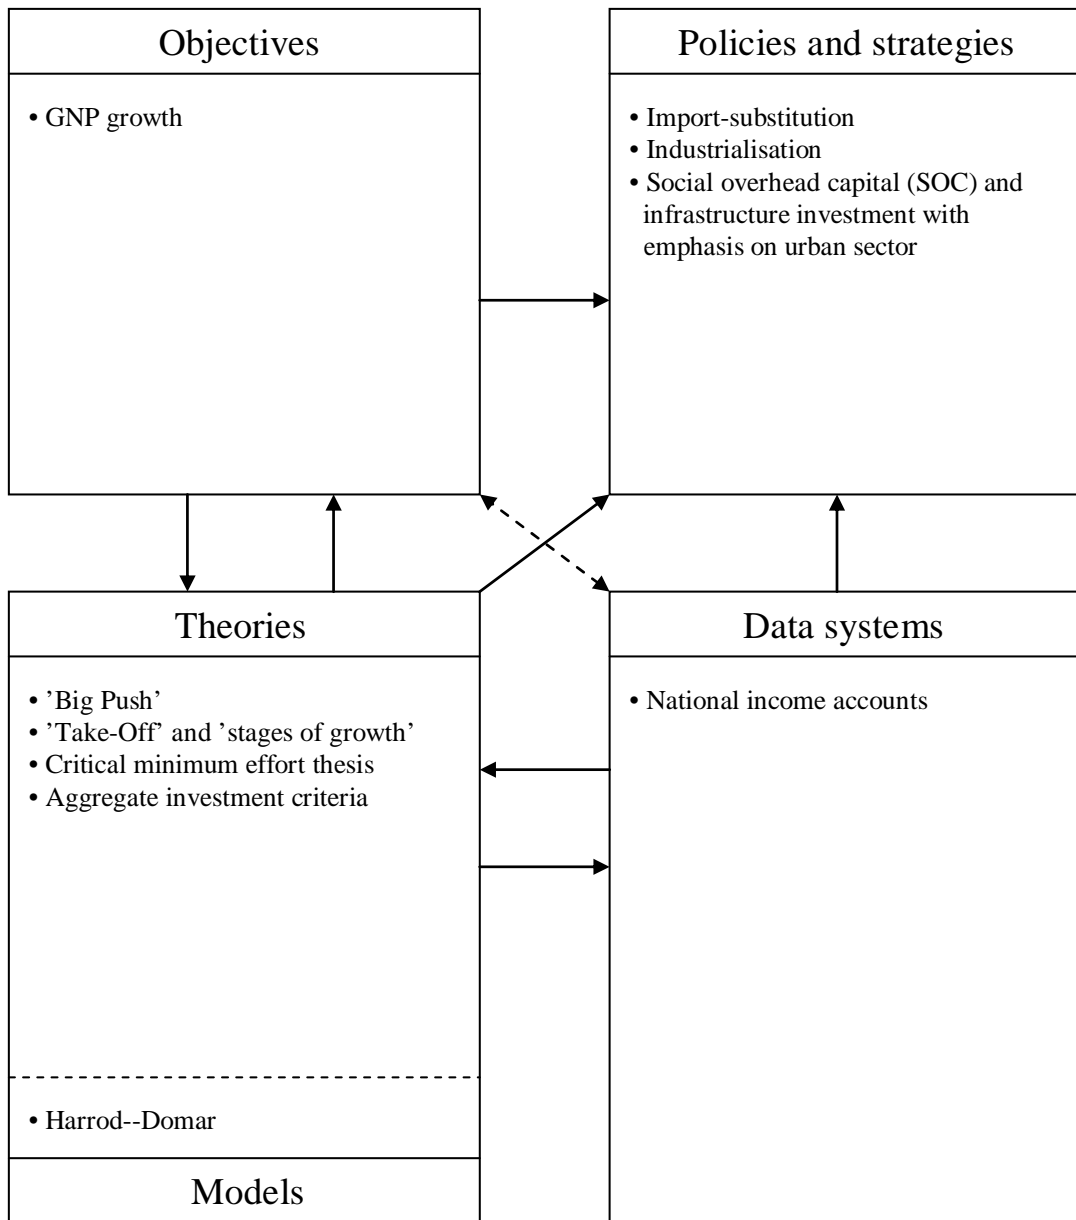 Objectives
• GNP growth
Policies and strategies
• Import-substitution
• Industrialisation
• Social overhead capital (SOC) and
infrastructure investment with
emphasis on urban sector
Theories
• ’Big Push’
• ’Take-Off’ and ’stages of growth’
• Critical minimum effort thesis
• Aggregate investment criteria
• Harrod--Domar
Models
Data systems
• National income accounts